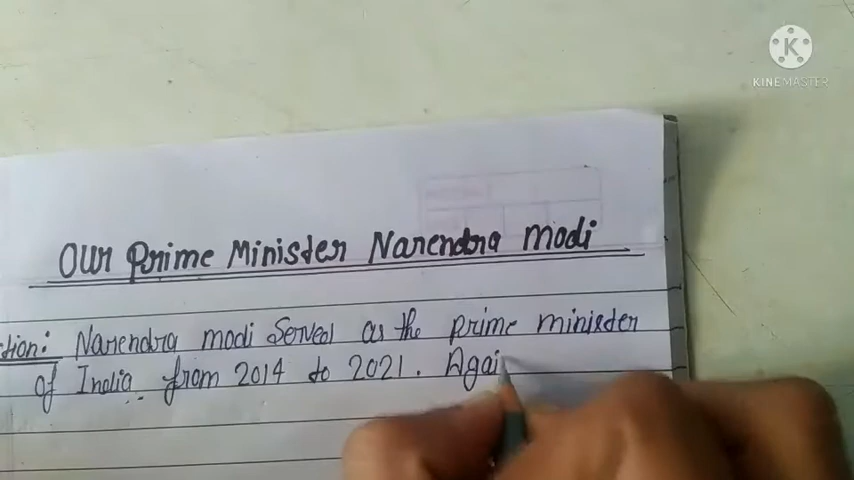 K
KINEMASTER
Our Prime Minister Narendra Modi
ction: Narendra modi Served as the prime minister
of India from 2014 to 2021. Agai